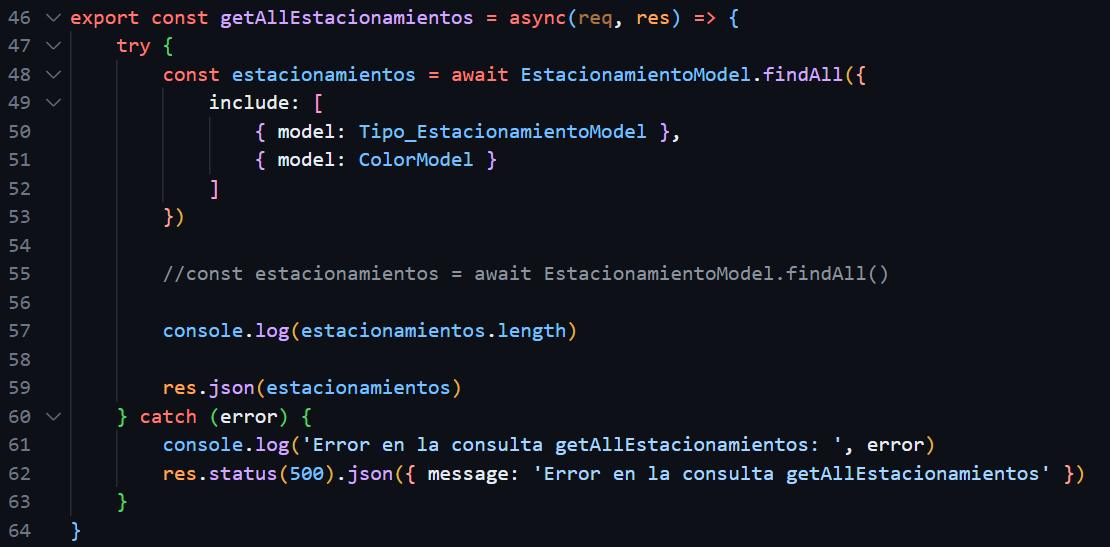 46 export const getAllEstacionamientos = async(req, res) => {
47     try {
48         const estacionamientos = await EstacionamientoModel.findAll({
49             include: [
50                 { model: Tipo_EstacionamientoModel },
51                 { model: ColorModel }
52             ]
53         })
54
55         //const estacionamientos = await EstacionamientoModel.findAll()
56
57         console.log(estacionamientos.length)
58
59         res.json(estacionamientos)
60     } catch (error) {
61         console.log('Error en la consulta getAllEstacionamientos: ', error)
62         res.status(500).json({ message: 'Error en la consulta getAllEstacionamientos' })
63     }
64 }